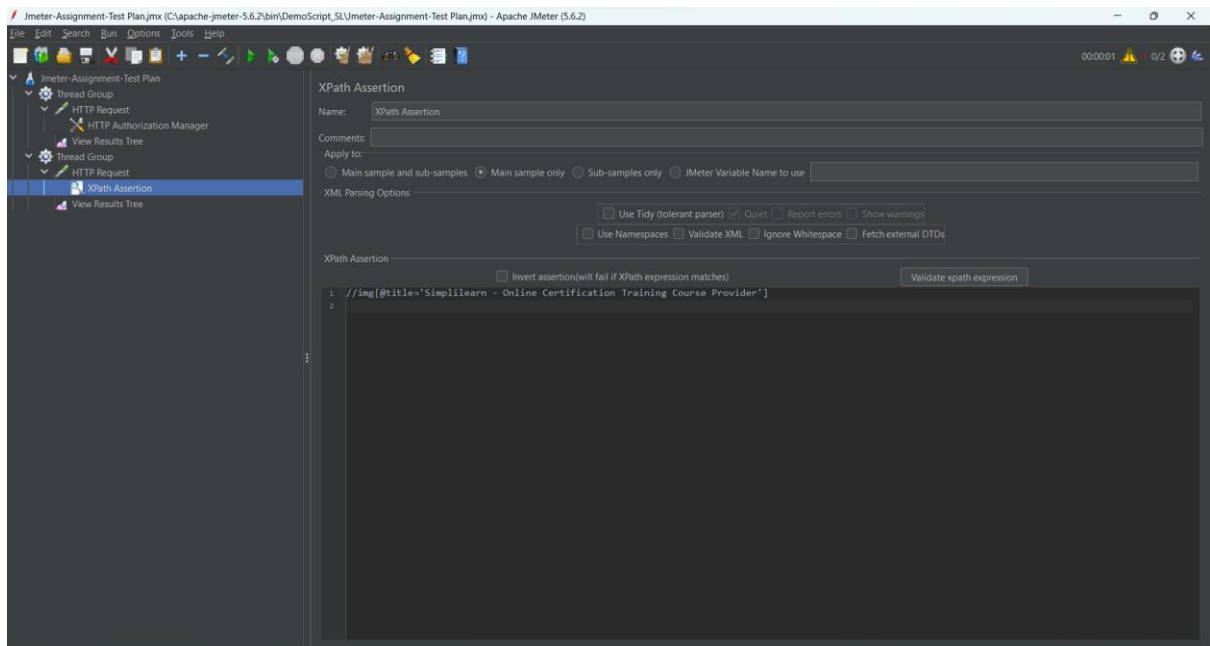 Jmeter-Assignment-Test Plan.jmx (C:\apache-jmeter-5.6.2\bin\DemoScript_SL\Jmeter-Assignment-Test Plan.jmx) - Apache JMeter (5.6.2)
File Edit Search Run Options Tools Help
00:00:01 1 0/2
Jmeter-Assignment-Test Plan
Thread Group
HTTP Request
HTTP Authorization Manager
View Results Tree
Thread Group
HTTP Request
XPath Assertion
View Results Tree
XPath Assertion
Name: XPath Assertion
Comments:
Apply to:
Main sample and sub-samples Main sample only Sub-samples only JMeter Variable Name to use
XML Parsing Options
Use Tidy (tolerant parser) Quiet Report errors Show warnings
Use Namespaces Validate XML Ignore Whitespace Fetch external DTDs
XPath Assertion
Invert assertion(will fail if XPath expression matches) Validate xpath expression
1 //img[@title='Simplilearn - Online Certification Training Course Provider']
2